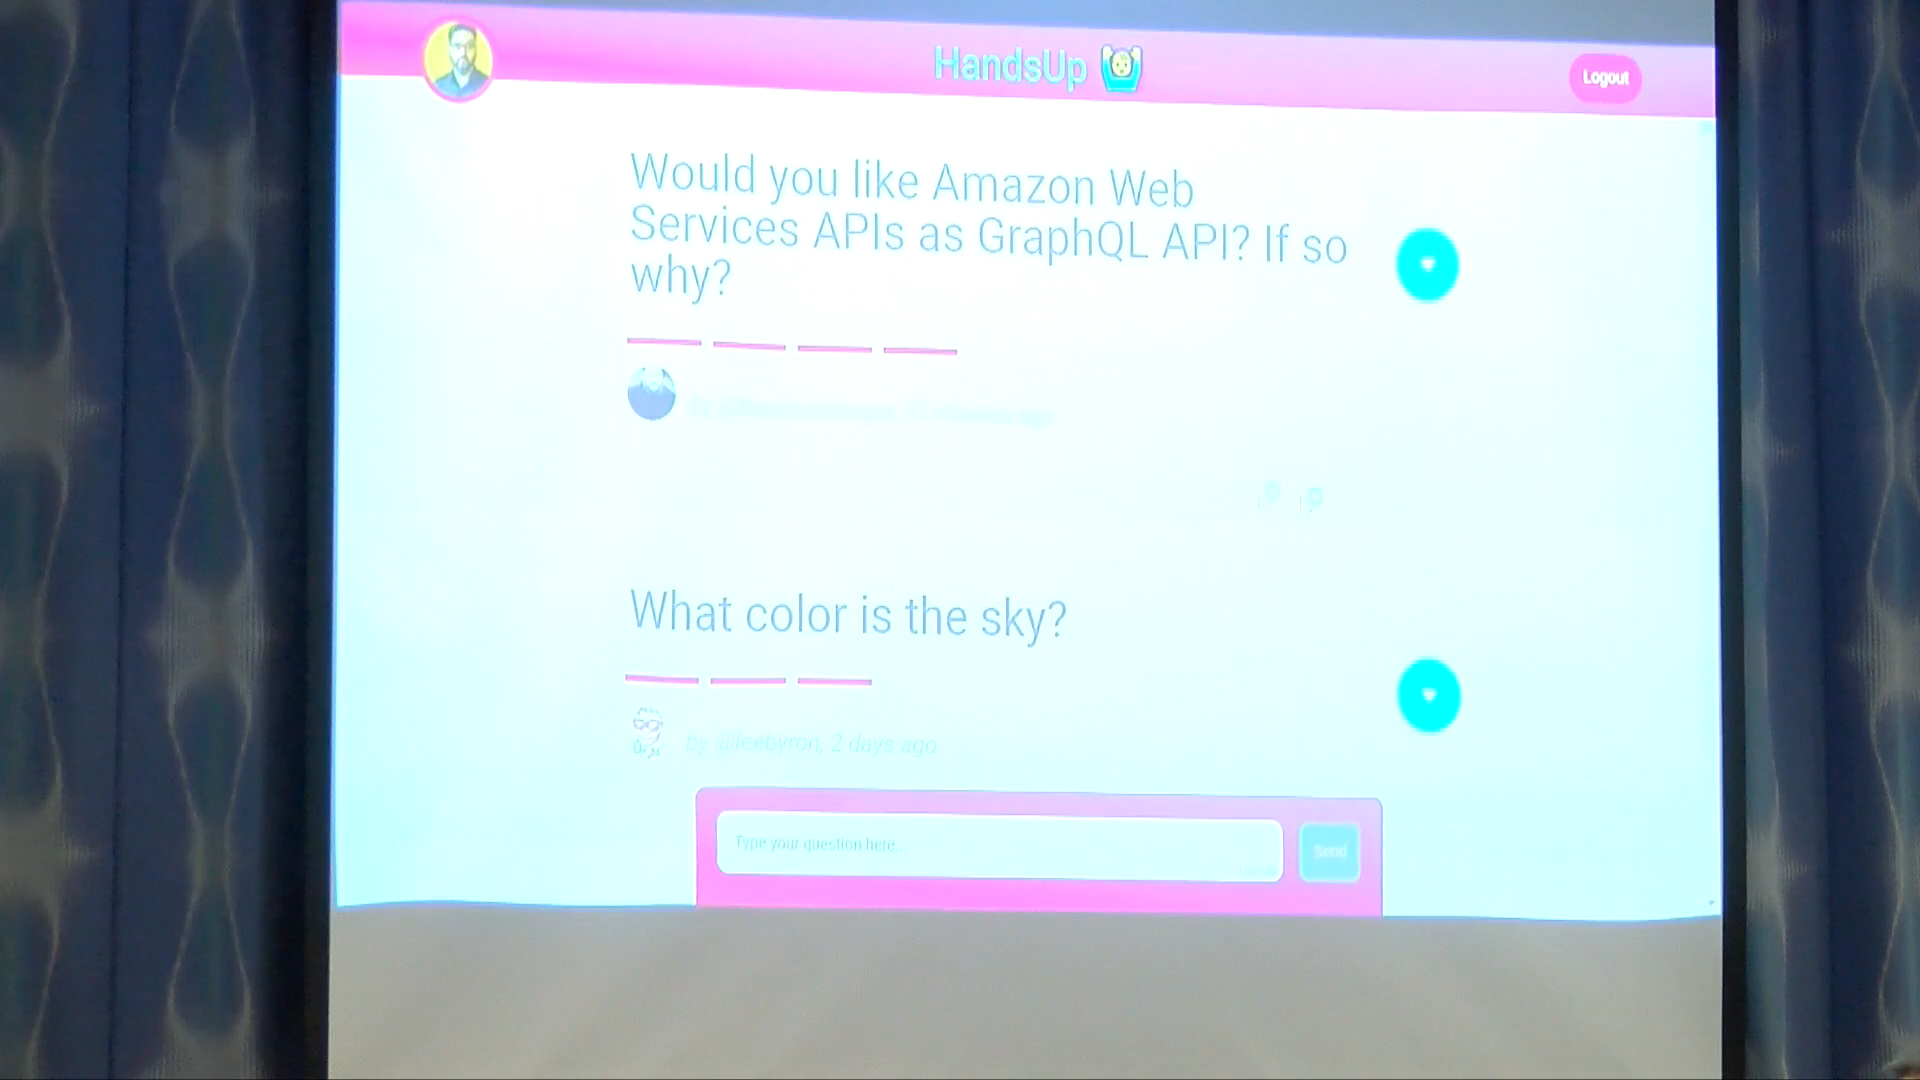 HandsUp
Logout
Would you like Amazon Web
Services APIs as GraphQL API? If so
why?
What color is the sky?
by @leebyron, 2 days ago
Type your question here...
Send